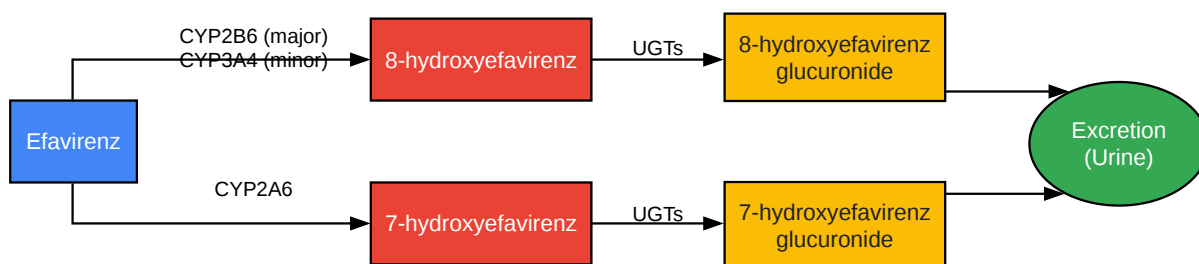 CYP2B6 (major)
CYP3A4 (minor)
8-hydroxyefavirenz
UGTs
8-hydroxyefavirenz
glucuronide
Efavirenz
Excretion
(Urine)
CYP2A6
7-hydroxyefavirenz
UGTs
7-hydroxyefavirenz
glucuronide